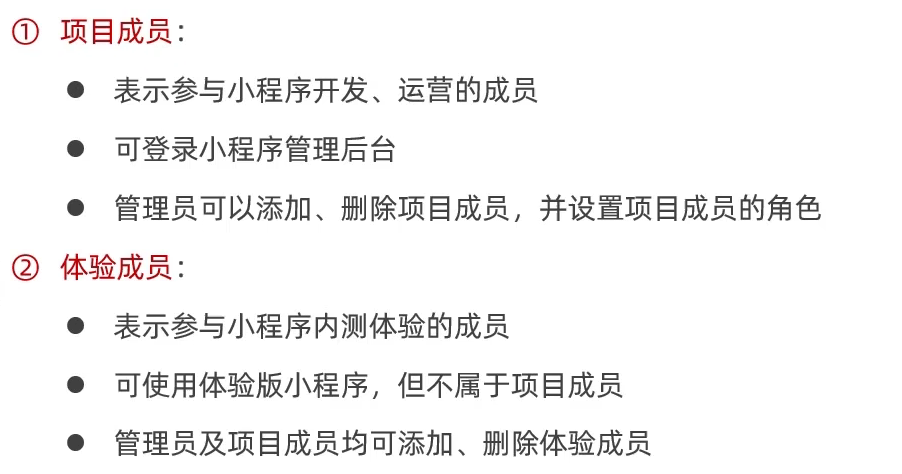 ① 项目成员：
● 表示参与小程序开发、运营的成员
● 可登录小程序管理后台
● 管理员可以添加、删除项目成员，并设置项目成员的角色
② 体验成员：
● 表示参与小程序内测体验的成员
● 可使用体验版小程序，但不属于项目成员
● 管理员及项目成员均可添加、删除体验成员